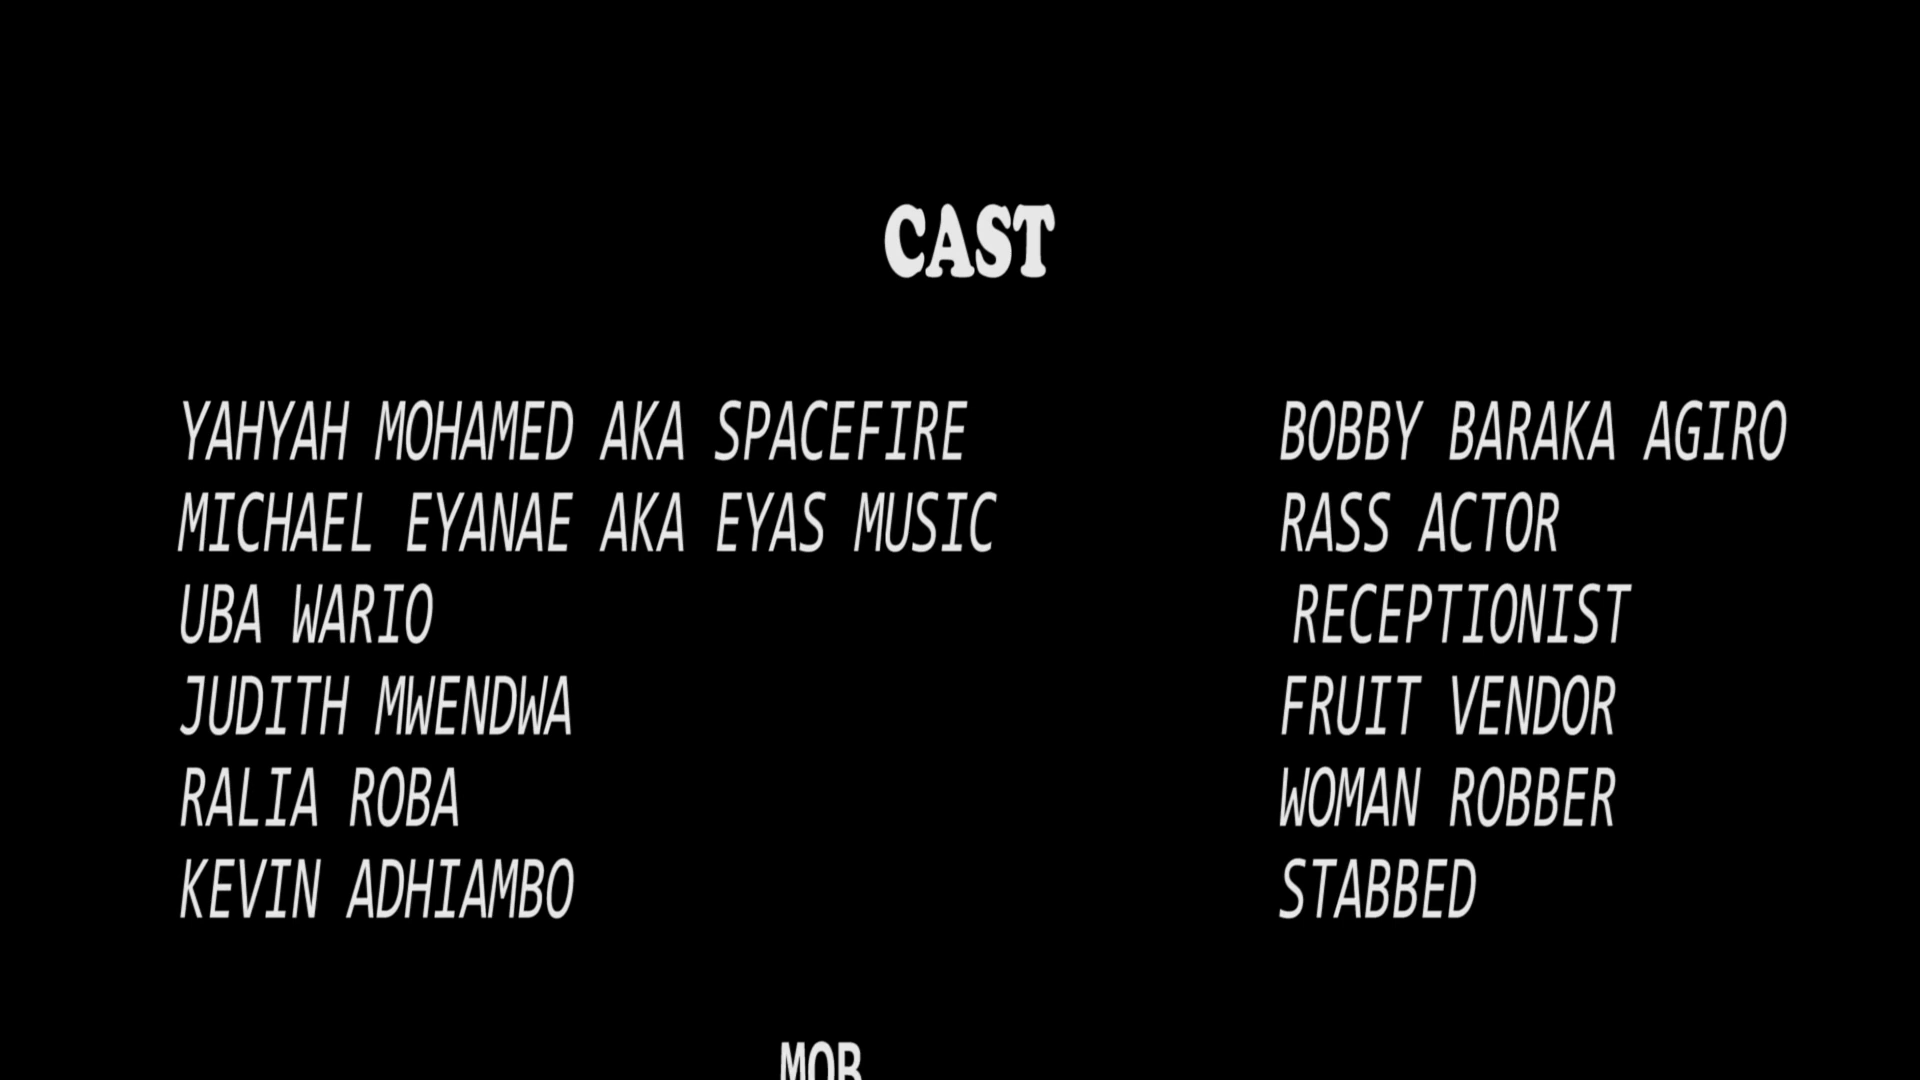 CAST
YAHYAH MOHAMED AKA SPACEFIRE BOBBY BARAKA AGIRO
MICHAEL EYANAE AKA EYAS MUSIC RASS ACTOR
UBA WARIO RECEPTIONIST
JUDITH MWENDWA FRUIT VENDOR
RALIA ROBA WOMAN ROBBER
KEVIN ADHIAMBO STABBED
MOB